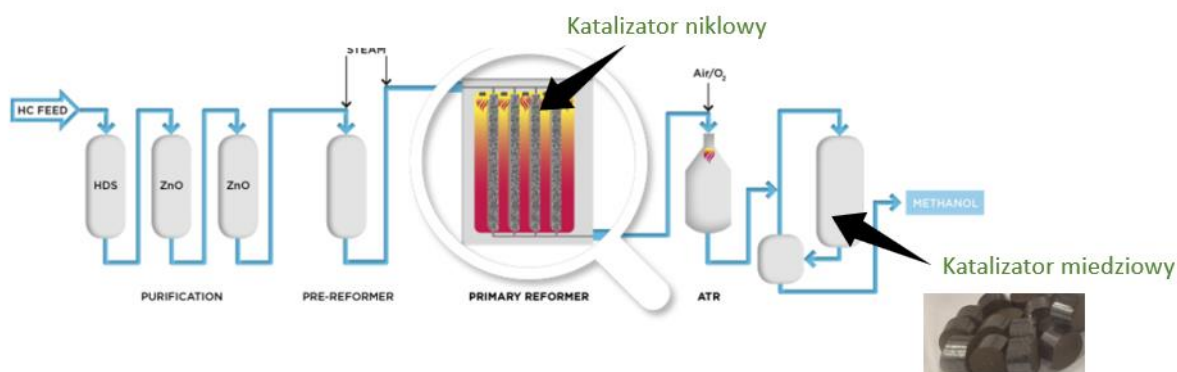 Katalizator niklowy
STEAM
Air/O₂
HC FEED
HDS
ZnO
ZnO
METHANOL
Katalizator miedziowy
PURIFICATION
PRE-REFORMER
PRIMARY REFORMER
ATR